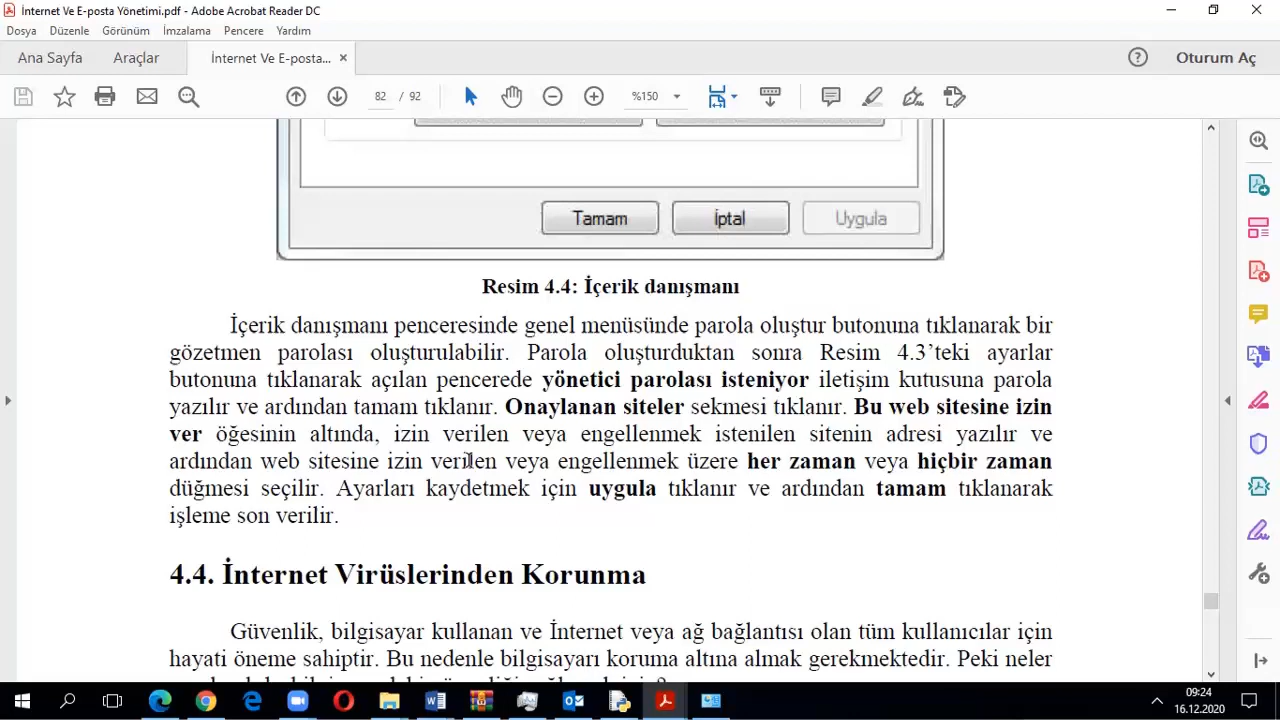 İnternet Ve E-posta Yönetimi.pdf - Adobe Acrobat Reader DC
Dosya Düzenle Görünüm İmzalama Pencere Yardım
Ana Sayfa Araçlar İnternet Ve E-posta... × Oturum Aç
82 / 92 %150
Tamam İptal Uygula
Resim 4.4: İçerik danışmanı
İçerik danışmanı penceresinde genel menüsünde parola oluştur butonuna tıklanarak bir
gözetmen parolası oluşturulabilir. Parola oluşturduktan sonra Resim 4.3’teki ayarlar
butonuna tıklanarak açılan pencerede yönetici parolası isteniyor iletişim kutusuna parola
yazılır ve ardından tamam tıklanır. Onaylanan siteler sekmesi tıklanır. Bu web sitesine izin
ver öğesinin altında, izin verilen veya engellenmek istenilen sitenin adresi yazılır ve
ardından web sitesine izin verilen veya engellenmek üzere her zaman veya hiçbir zaman
düğmesi seçilir. Ayarları kaydetmek için uygula tıklanır ve ardından tamam tıklanarak
işleme son verilir.
4.4. İnternet Virüslerinden Korunma
Güvenlik, bilgisayar kullanan ve İnternet veya ağ bağlantısı olan tüm kullanıcılar için
hayati öneme sahiptir. Bu nedenle bilgisayarı koruma altına almak gerekmektedir. Peki neler
09:24
16.12.2020